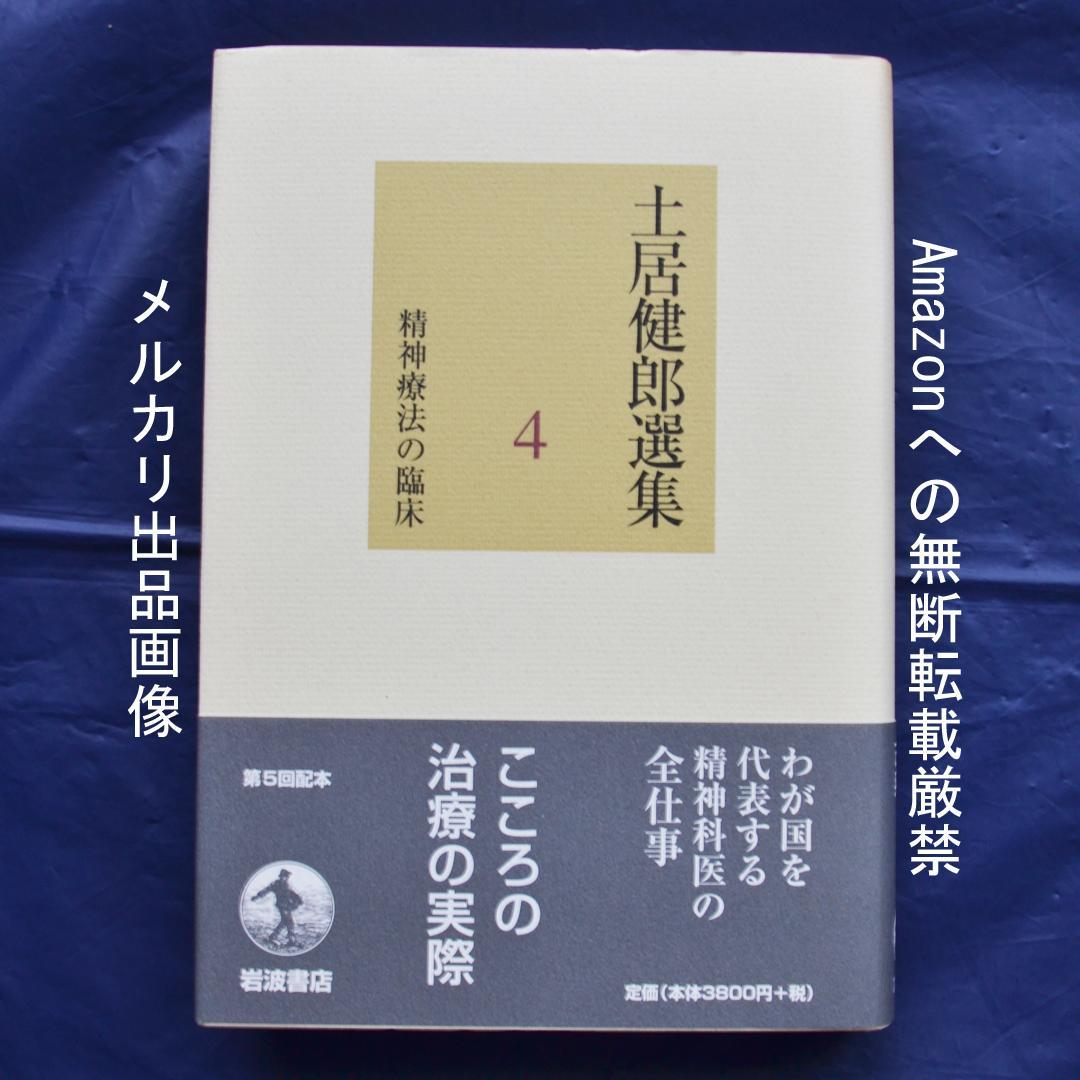 Amazonへの無断転載厳禁
土居健郎選集
4
精神療法の臨床
メルカリ出品画像
わが国を
代表する
精神科医の
全仕事
こころの
治療の実際
第5回配本
岩波書店
定価(本体3800円+税)